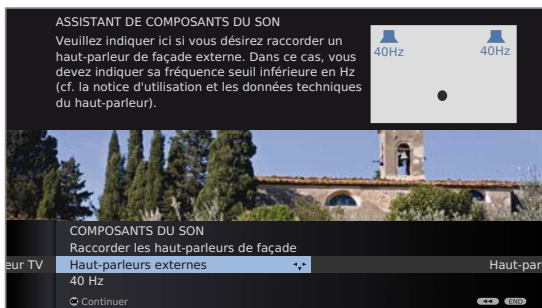 ASSISTANT DE COMPOSANTS DU SON
Veuillez indiquer ici si vous désirez raccorder un
haut-parleur de façade externe. Dans ce cas, vous
devez indiquer sa fréquence seuil inférieure en Hz
(cf. la notice d'utilisation et les données techniques
du haut-parleur).
40Hz 40Hz
COMPOSANTS DU SON
Raccorder les haut-parleurs de façade
eur TV Haut-parleurs externes Haut-par
40 Hz
OK Continuer END